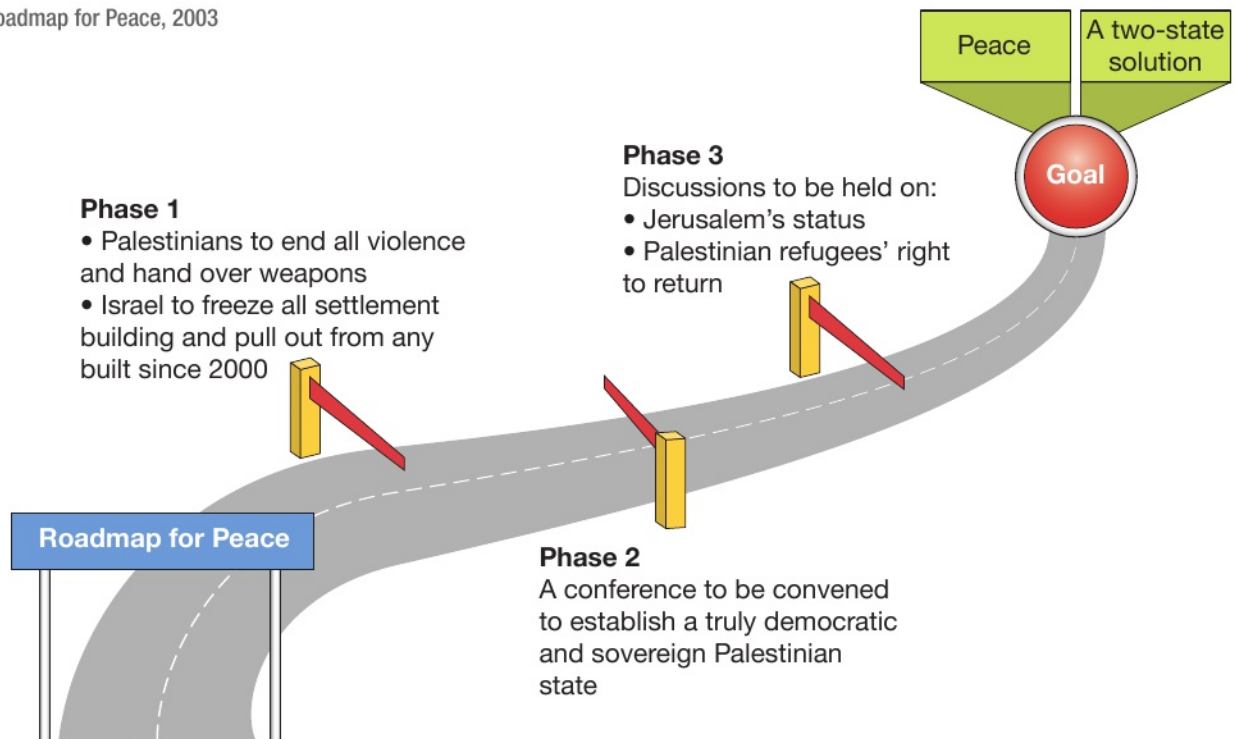 Roadmap for Peace, 2003
Peace
A two-state
solution
Goal
Phase 3
Discussions to be held on:
• Jerusalem’s status
• Palestinian refugees’ right
to return
Phase 1
• Palestinians to end all violence
and hand over weapons
• Israel to freeze all settlement
building and pull out from any
built since 2000
Roadmap for Peace
Phase 2
A conference to be convened
to establish a truly democratic
and sovereign Palestinian
state